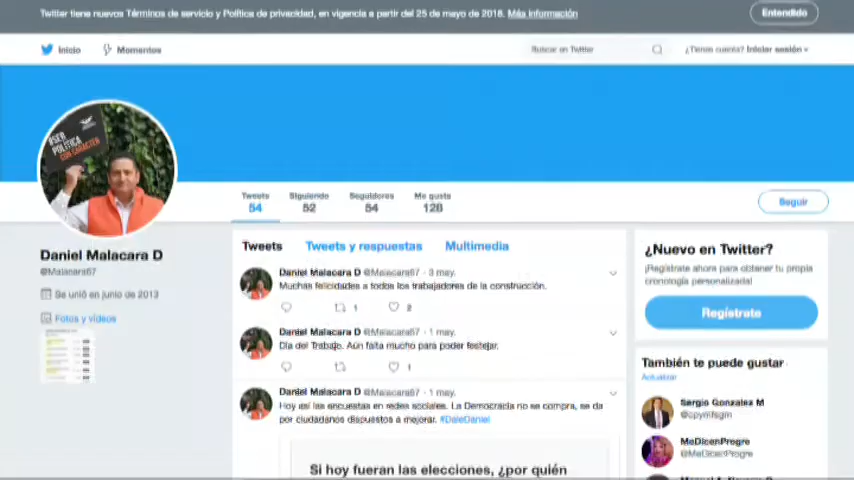 Twitter tiene nuevos Términos de servicio y Política de privacidad, en vigencia a partir del 25 de mayo de 2018. Más información
Entendido
Inicio
Momentos
Buscar en Twitter
¿Tienes cuenta? Iniciar sesión
#SER
POLÍTICA
CON CARÁCTER
Tweets
54
Siguiendo
52
Seguidores
54
Me gusta
128
Seguir
Daniel Malacara D
@Malacara67
Se unió en junio de 2013
Fotos y videos
Tweets
Tweets y respuestas
Multimedia
Daniel Malacara D @Malacara67 · 3 may.
Muchas felicidades a todos los trabajadores de la construcción.
1
2
Daniel Malacara D @Malacara67 · 1 may.
Día del Trabajo. Aún falta mucho para poder festejar.
1
Daniel Malacara D @Malacara67 · 1 may.
Hoy así las encuestas en redes sociales. La Democracia no se compra, se da
por ciudadanos dispuestos a mejorar. #DaleDaniel
Si hoy fueran las elecciones, ¿por quién
¿Nuevo en Twitter?
¡Regístrate ahora para obtener tu propia
cronología personalizada!
Regístrate
También te puede gustar
Actualizar
Sergio Gonzalez M
@cpymfsgm
MeDicenPregre
@MeDicenPregre